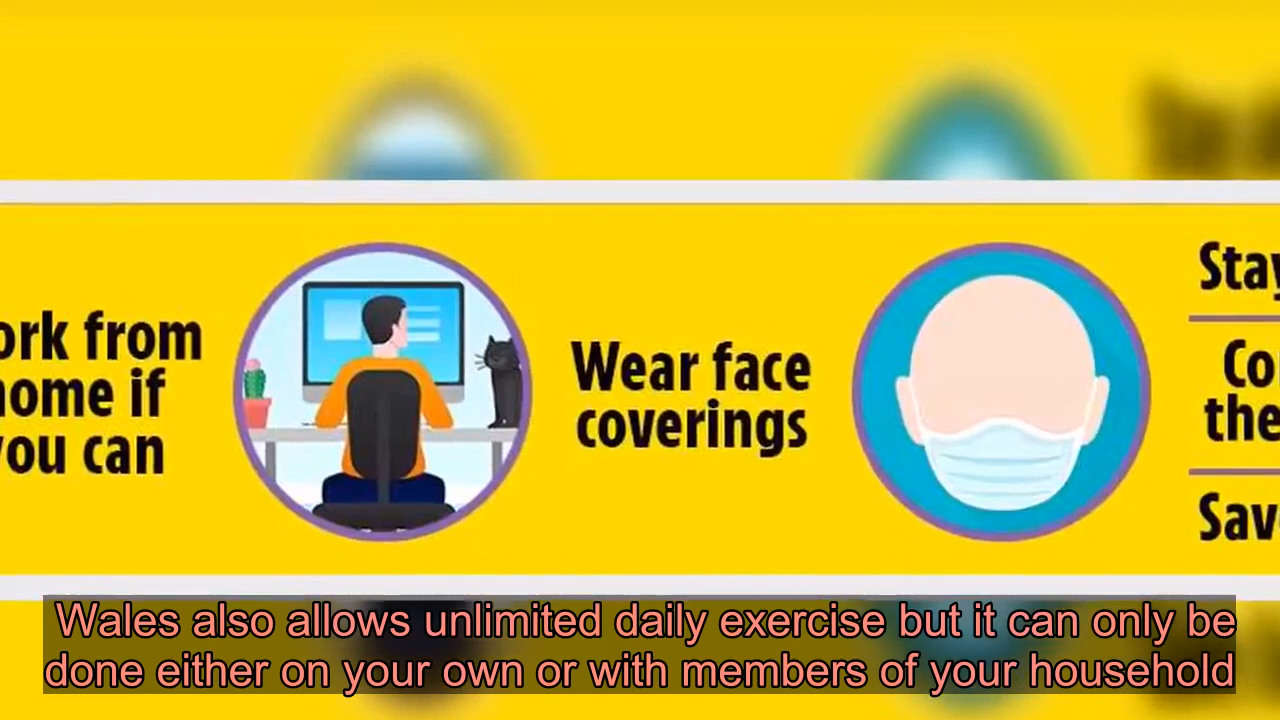 ork from
home if
you can
Wear face
coverings
Stay
Co
the
Sav
Wales also allows unlimited daily exercise but it can only be
done either on your own or with members of your household